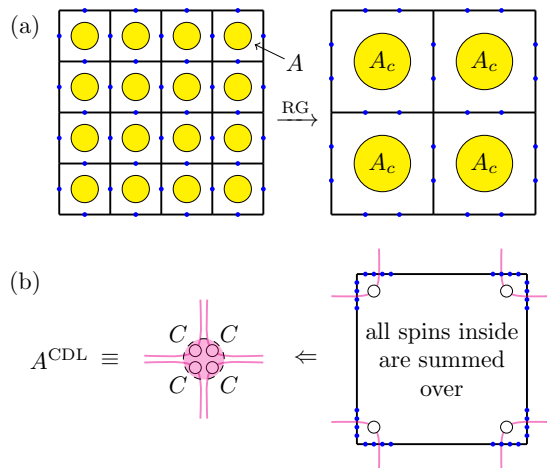 (a)
A
RG
A_c A_c
A_c A_c
(b)
C C
A^CDL ≡
⇐
C C
all spins inside
are summed
over